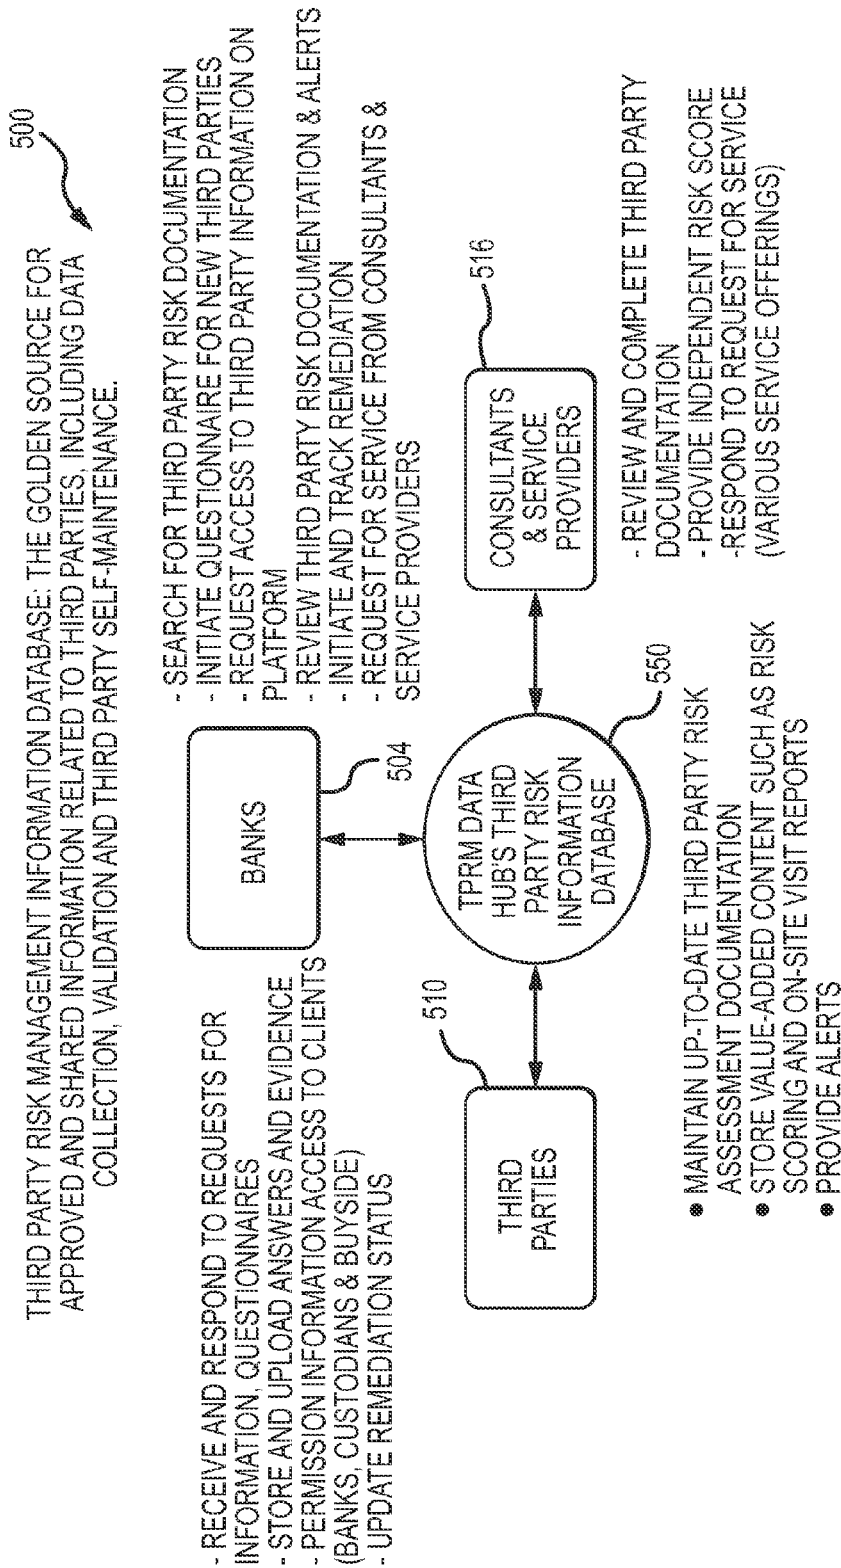 THIRD PARTY RISK MANAGEMENT INFORMATION DATABASE: THE GOLDEN SOURCE FOR
APPROVED AND SHARED INFORMATION RELATED TO THIRD PARTIES, INCLUDING DATA
COLLECTION, VALIDATION AND THIRD PARTY SELF-MAINTENANCE.
500
- RECEIVE AND RESPOND TO REQUESTS FOR
INFORMATION, QUESTIONNAIRES
- STORE AND UPLOAD ANSWERS AND EVIDENCE
- PERMISSION INFORMATION ACCESS TO CLIENTS
(BANKS, CUSTODIANS & BUYSIDE)
- UPDATE REMEDIATION STATUS
BANKS
504
- SEARCH FOR THIRD PARTY RISK DOCUMENTATION
- INITIATE QUESTIONNAIRE FOR NEW THIRD PARTIES
- REQUEST ACCESS TO THIRD PARTY INFORMATION ON
PLATFORM
- REVIEW THIRD PARTY RISK DOCUMENTATION & ALERTS
- INITIATE AND TRACK REMEDIATION
- REQUEST FOR SERVICE FROM CONSULTANTS &
SERVICE PROVIDERS
THIRD
PARTIES
510
TPRM DATA
HUB'S THIRD
PARTY RISK
INFORMATION
DATABASE
550
CONSULTANTS
& SERVICE
PROVIDERS
516
● MAINTAIN UP-TO-DATE THIRD PARTY RISK
ASSESSMENT DOCUMENTATION
● STORE VALUE-ADDED CONTENT SUCH AS RISK
SCORING AND ON-SITE VISIT REPORTS
● PROVIDE ALERTS
- REVIEW AND COMPLETE THIRD PARTY
DOCUMENTATION
- PROVIDE INDEPENDENT RISK SCORE
-RESPOND TO REQUEST FOR SERVICE
(VARIOUS SERVICE OFFERINGS)